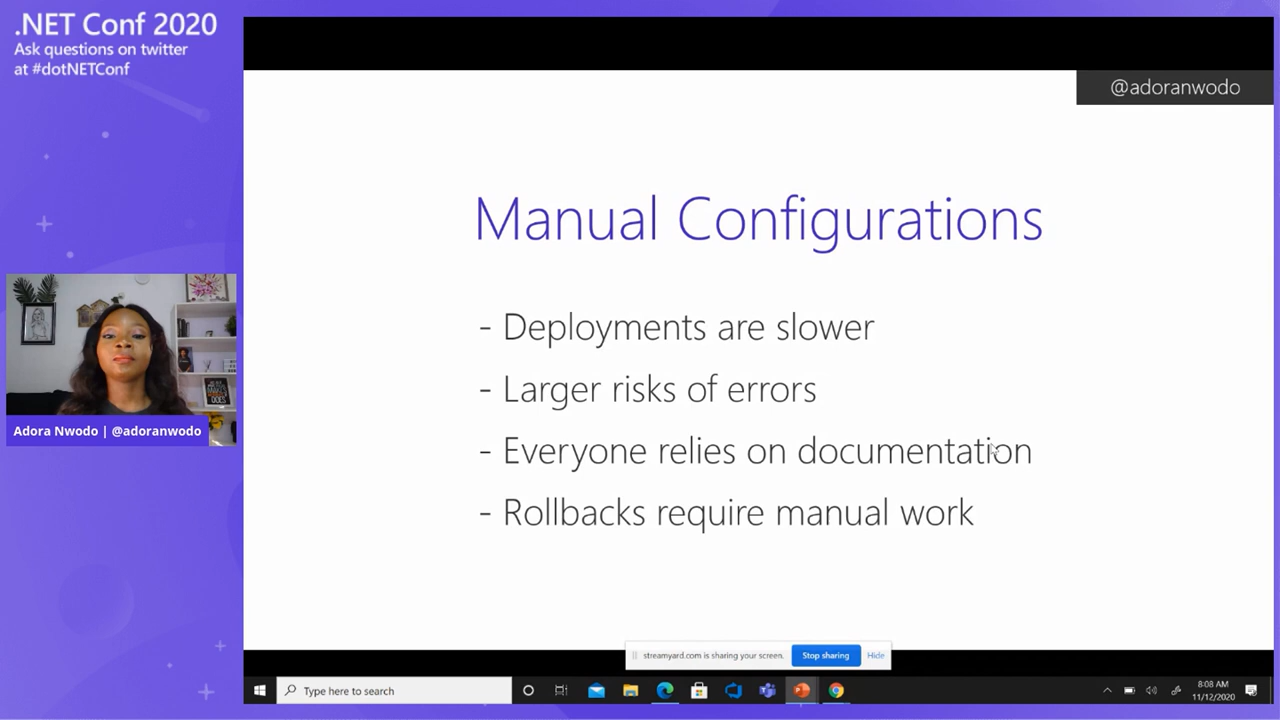 .NET Conf 2020
Ask questions on twitter
at #dotNETConf
@adoranwodo
Manual Configurations
- Deployments are slower
- Larger risks of errors
- Everyone relies on documentation
- Rollbacks require manual work
Adora Nwodo | @adoranwodo
streamyard.com is sharing your screen.
Stop sharing
Hide
Type here to search
8:08 AM
11/12/2020